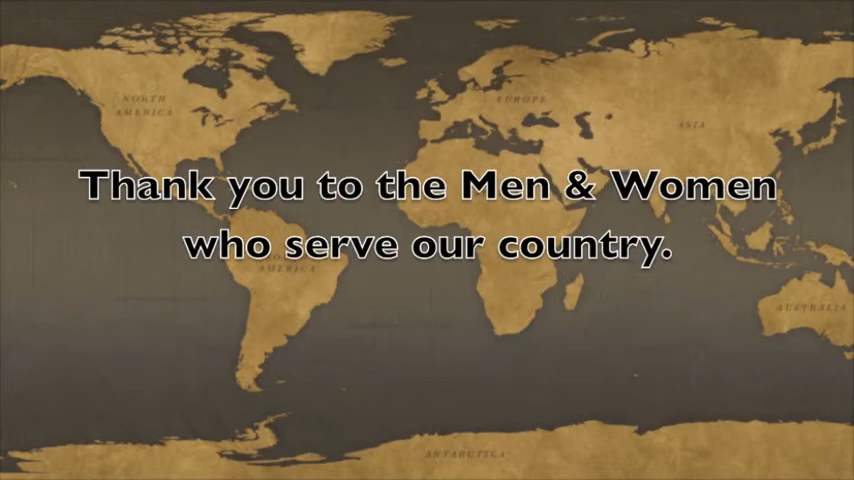 NORTH
AMERICA
EUROPE
ASIA
Thank you to the Men & Women
who serve our country.
AMERICA
AUSTRALIA
ANTARCTICA